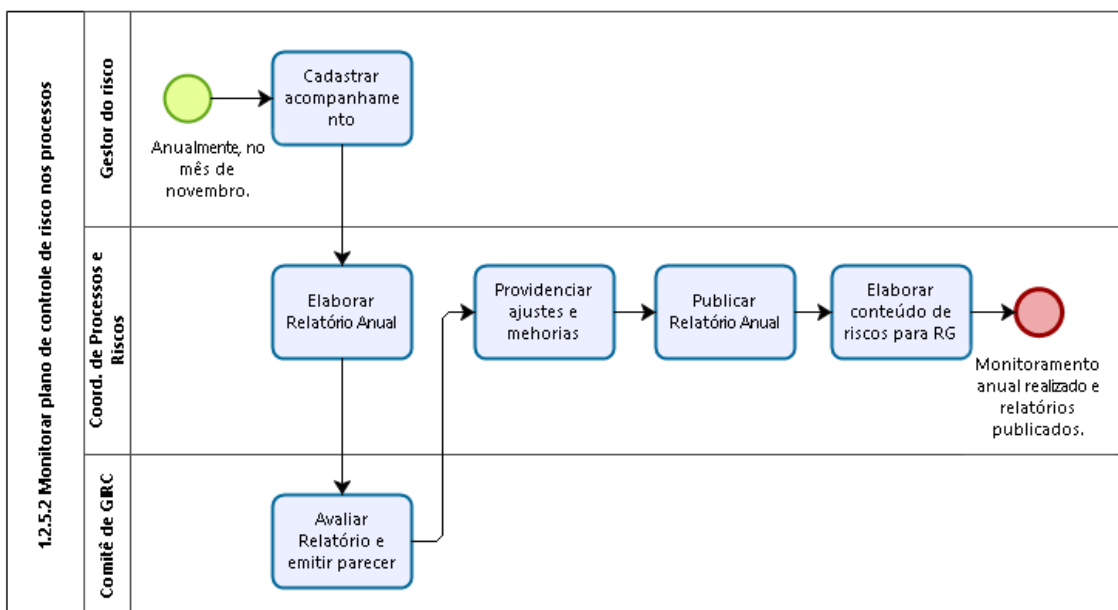 1.2.5.2 Monitorar plano de controle de risco nos processos
Gestor do risco
Anualmente, no
mês de
novembro.
Cadastrar
acompanhame
nto
Coord. de Processos e
Riscos
Elaborar
Relatório Anual
Providenciar
ajustes e
mehorias
Publicar
Relatório Anual
Elaborar
conteúdo de
riscos para RG
Monitoramento
anual realizado e
relatórios
publicados.
Comitê de GRC
Avaliar
Relatório e
emitir parecer